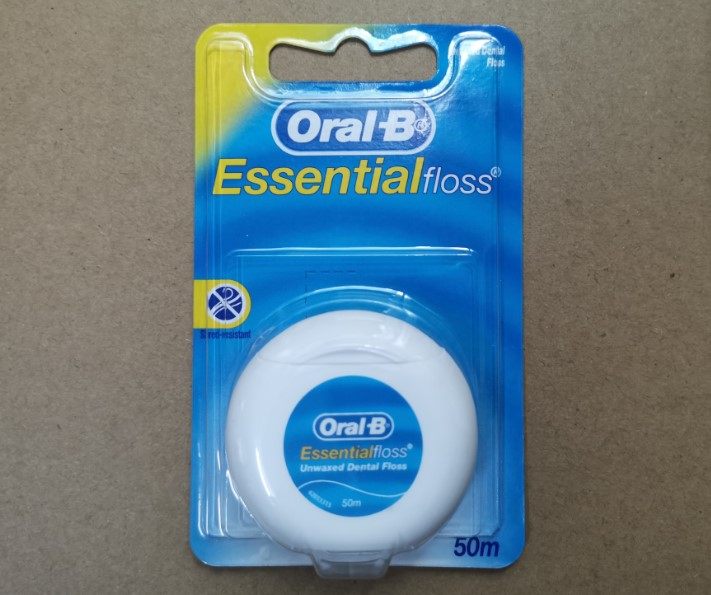 Dental
Floss
Oral-B®
Essentialfloss®
Shred-resistant
Oral-B®
Essentialfloss®
Unwaxed Dental Floss
50m
50m